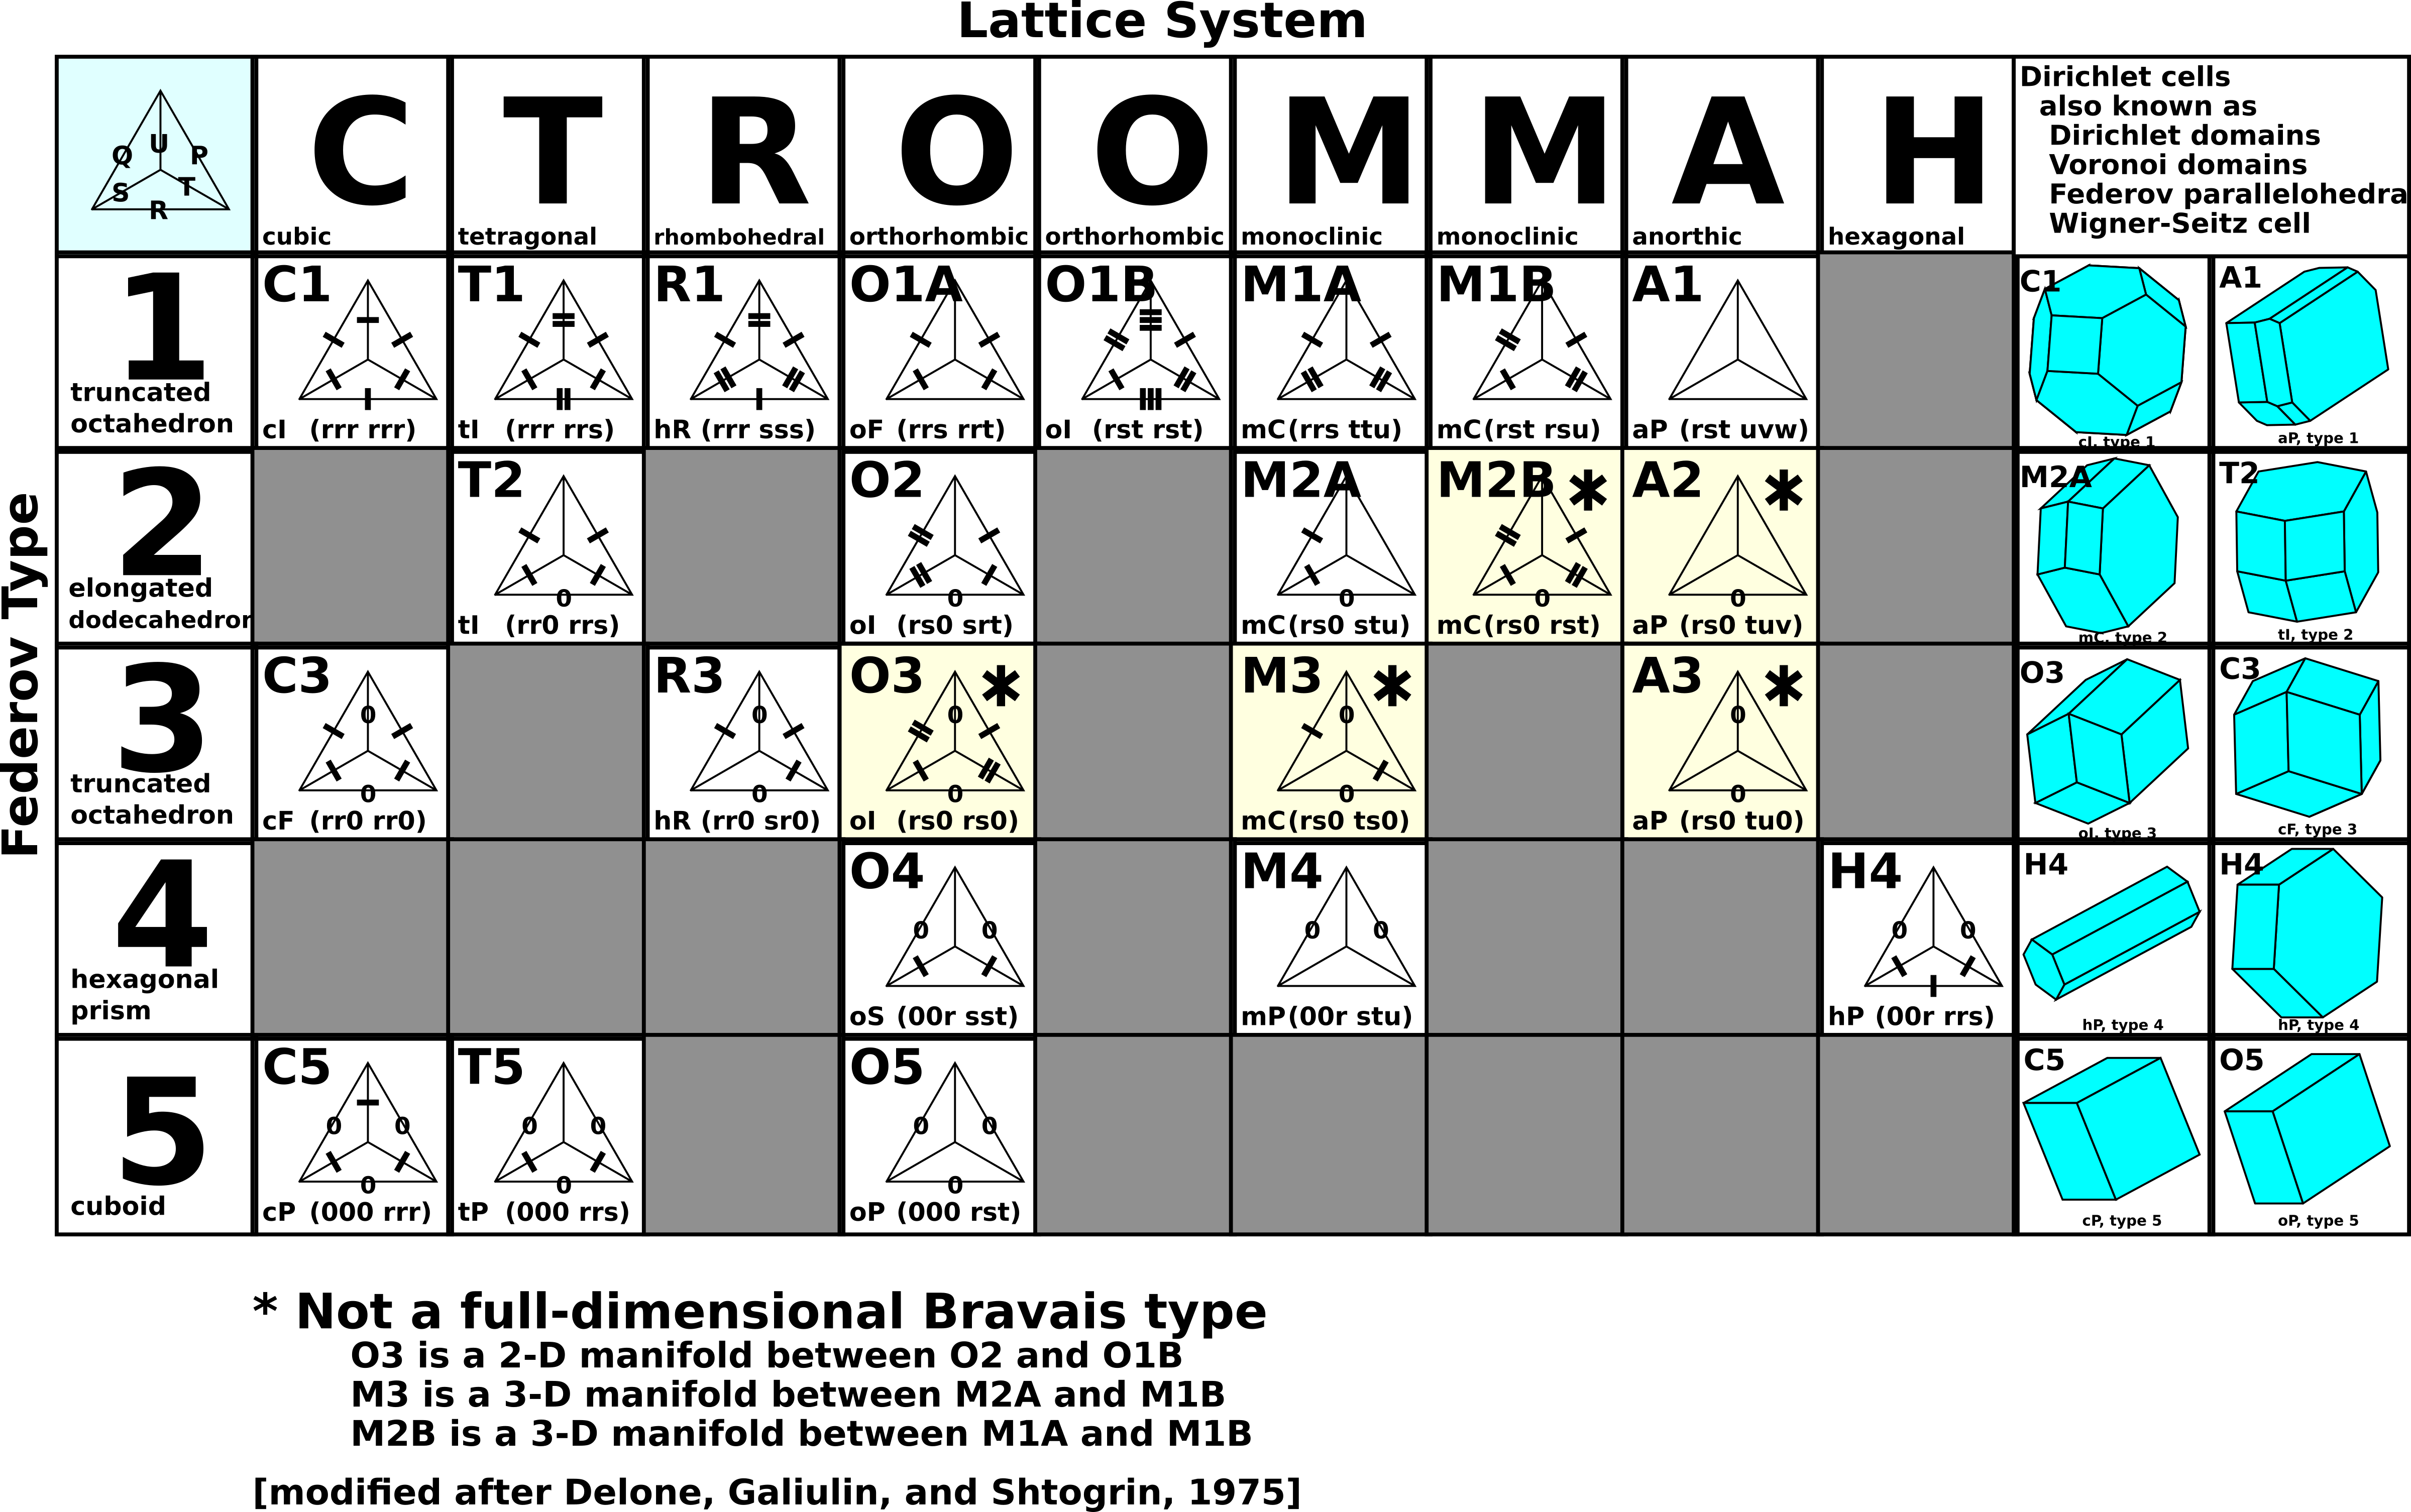 Lattice System
Federov Type
U
Q P
S T
R
C
cubic
T
tetragonal
R
rhombohedral
O
orthorhombic
O
orthorhombic
M
monoclinic
M
monoclinic
A
anorthic
H
hexagonal
Dirichlet cells
also known as
Dirichlet domains
Voronoi domains
Federov parallelohedra
Wigner-Seitz cell
1
truncated
octahedron
C1
cI (rrr rrr)
T1
tI (rrr rrs)
R1
hR (rrr sss)
O1A
oF (rrs rrt)
O1B
oI (rst rst)
M1A
mC(rrs ttu)
M1B
mC(rst rsu)
A1
aP (rst uvw)
C1
cI, type 1
A1
aP, type 1
2
elongated
dodecahedron
T2
0
tI (rr0 rrs)
O2
0
oI (rs0 srt)
M2A
0
mC(rs0 stu)
M2B *
0
mC(rs0 rst)
A2 *
0
aP (rs0 tuv)
M2A
mC, type 2
T2
tI, type 2
3
truncated
octahedron
C3
0
0
cF (rr0 rr0)
R3
0
0
hR (rr0 sr0)
O3 *
0
0
oI (rs0 rs0)
M3 *
0
0
mC(rs0 ts0)
A3 *
0
0
aP (rs0 tu0)
O3
oI, type 3
C3
cF, type 3
4
hexagonal
prism
O4
0 0
oS (00r sst)
M4
0 0
mP(00r stu)
H4
0 0
hP (00r rrs)
H4
hP, type 4
H4
hP, type 4
5
cuboid
C5
0 0
0
cP (000 rrr)
T5
0 0
0
tP (000 rrs)
O5
0 0
0
oP (000 rst)
C5
cP, type 5
O5
oP, type 5
* Not a full-dimensional Bravais type
O3 is a 2-D manifold between O2 and O1B
M3 is a 3-D manifold between M2A and M1B
M2B is a 3-D manifold between M1A and M1B
[modified after Delone, Galiulin, and Shtogrin, 1975]